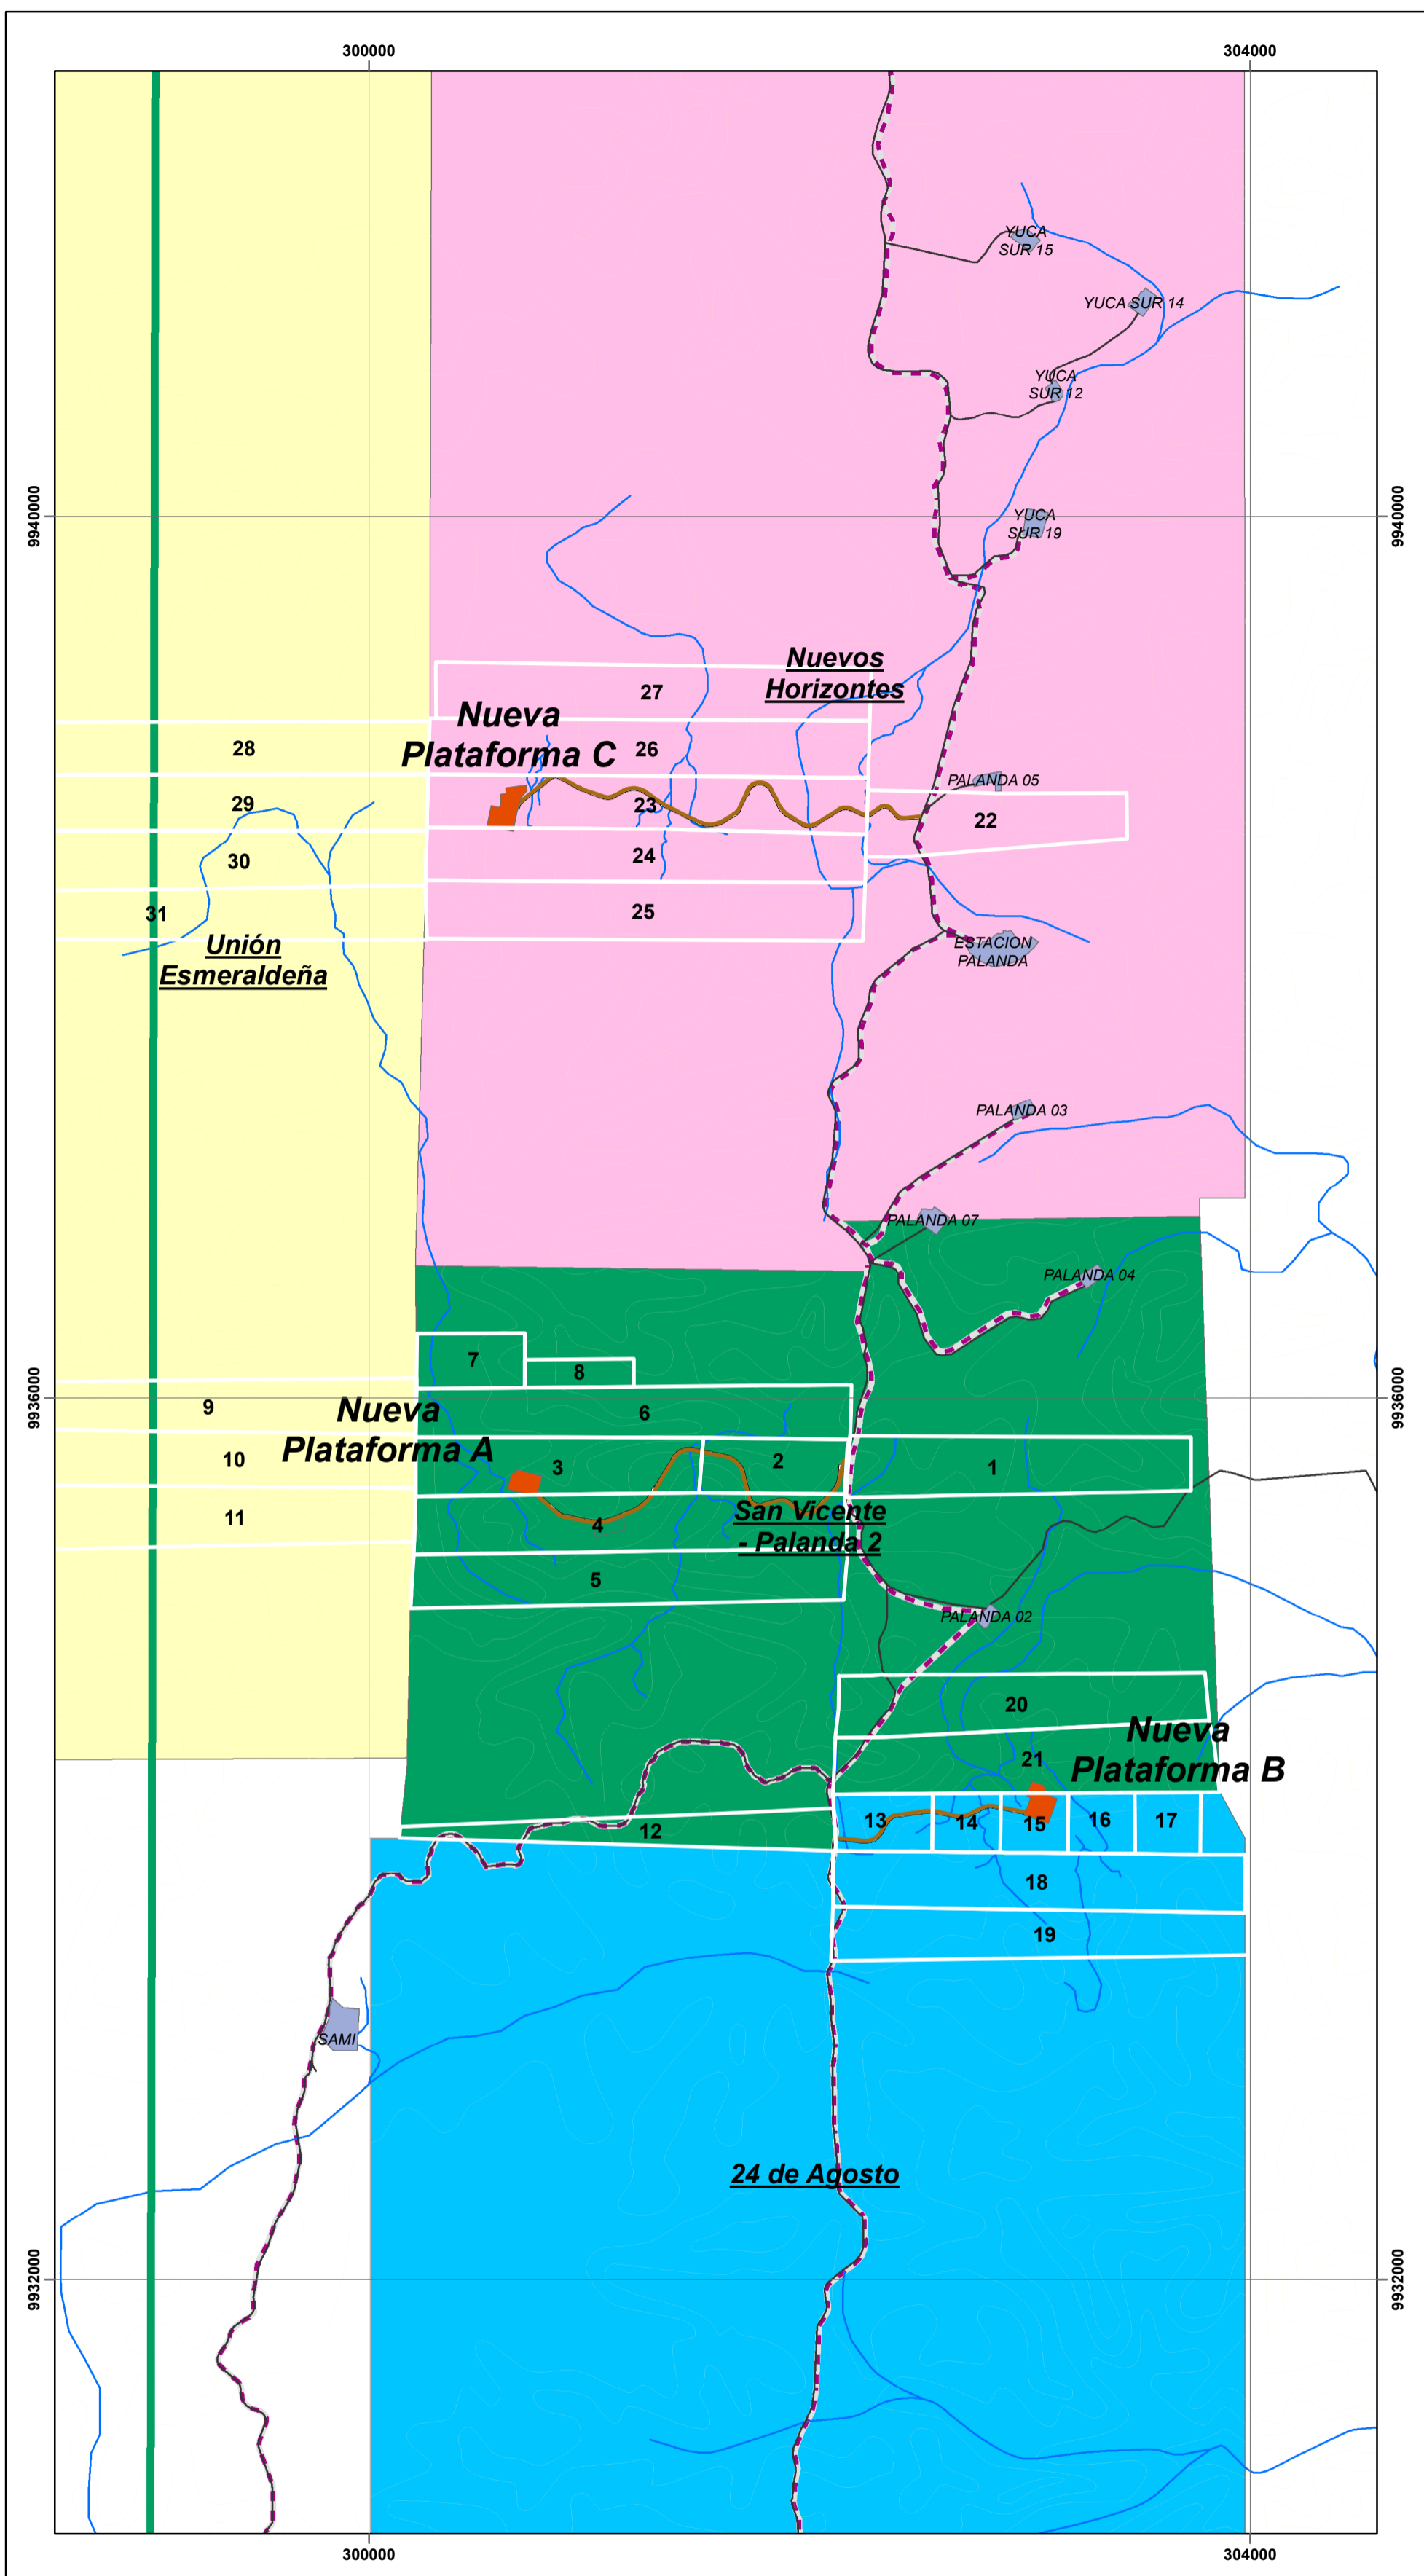 300000
304000
YUCA
SUR 15
YUCA SUR 14
YUCA
SUR 12
9940000
9940000
YUCA
SUR 19
Nuevos
Horizontes
27
Nueva
Plataforma C
28
26
PALANDA 05
29
23
22
30
24
31
25
Unión
Esmeraldeña
ESTACION
PALANDA
PALANDA 03
PALANDA 07
PALANDA 04
7
8
9936000
9936000
9
6
Nueva
Plataforma A
10
3
2
1
11
4
San Vicente
- Palanda 2
5
PALANDA 02
20
Nueva
Plataforma B
21
12
13
14
15
16
17
18
19
SAMI
24 de Agosto
9932000
9932000
300000
304000